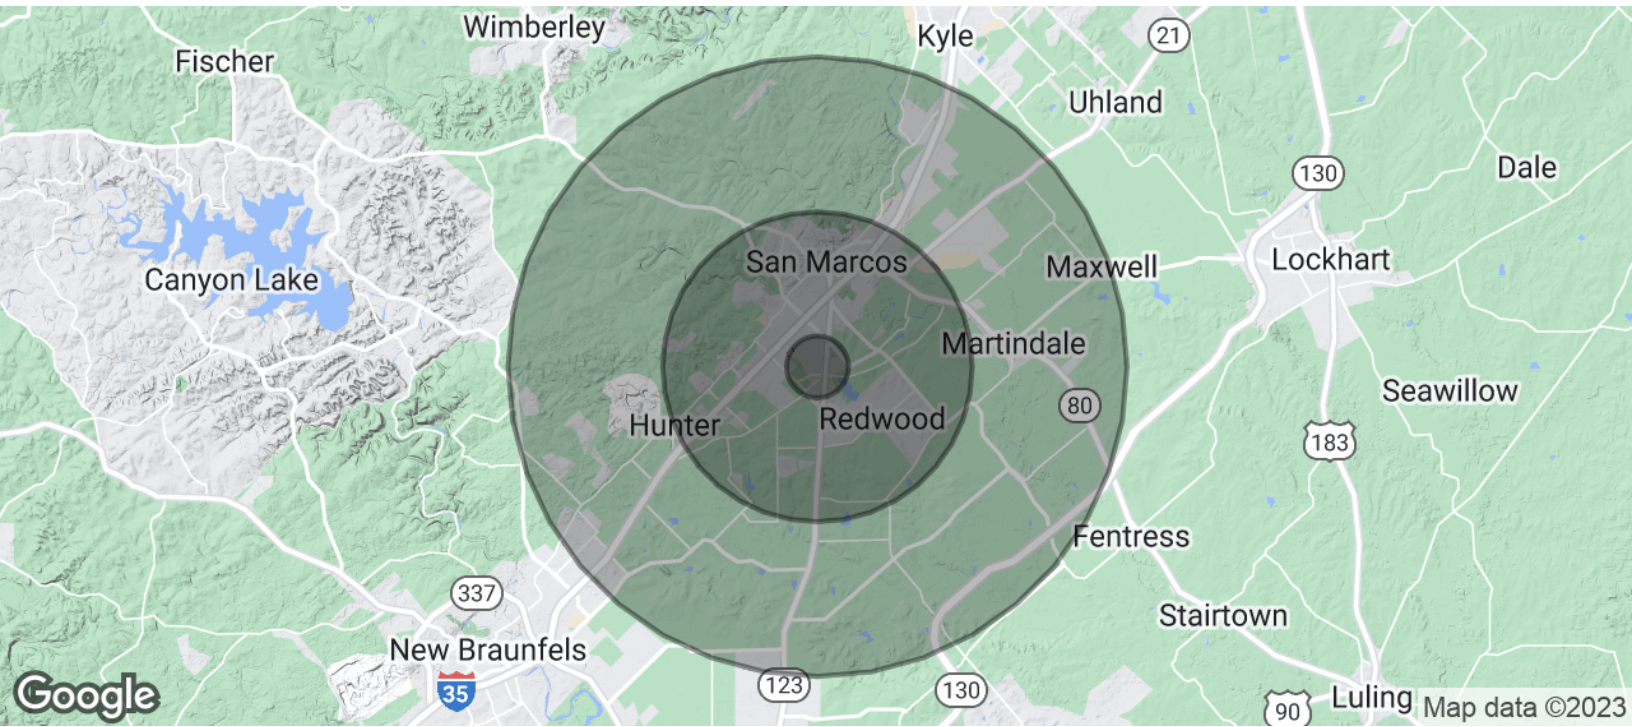 Wimberley
Kyle
21
Fischer
Uhland
130
Dale
San Marcos
Maxwell
Lockhart
Canyon Lake
Martindale
Seawillow
80
Hunter
Redwood
183
Fentress
337
Stairtown
New Braunfels
35
123
130
Luling
90
Google
Map data ©2023